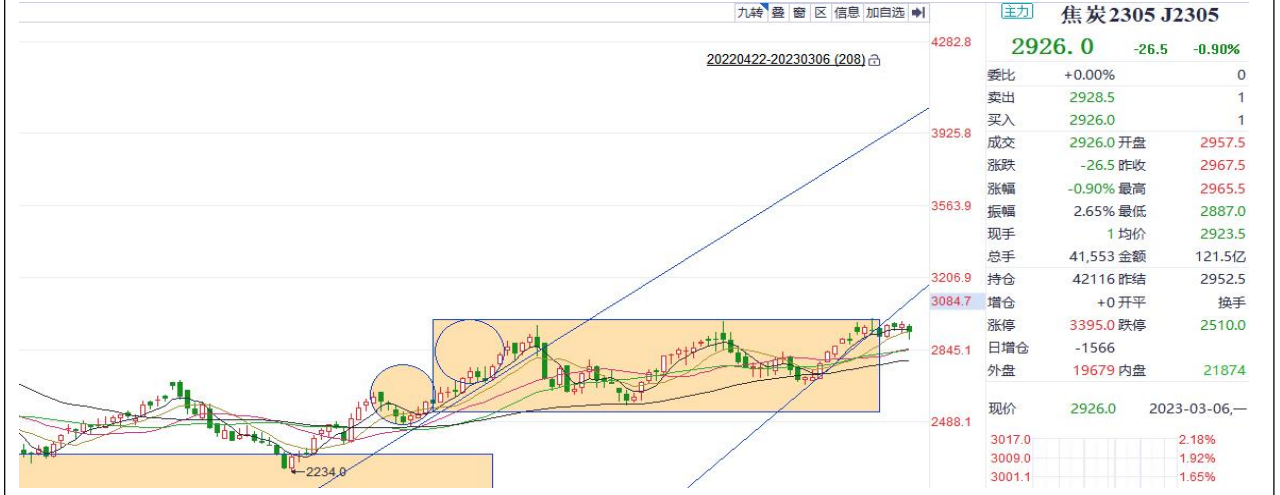 九转 叠 窗 区 信息 加自选
20220422-20230306 (208)
4282.8
3925.8
3563.9
3206.9
3084.7
2845.1
2488.1
2234.0
主力 焦炭2305 J2305
2926.0 -26.5 -0.90%
委比 +0.00% 0
卖出 2928.5 1
买入 2926.0 1
成交 2926.0 开盘 2957.5
涨跌 -26.5 昨收 2967.5
涨幅 -0.90% 最高 2965.5
振幅 2.65% 最低 2887.0
现手 1 均价 2923.5
总手 41,553 金额 121.5亿
持仓 42116 昨结 2952.5
增仓 +0 开平 换手
涨停 3395.0 跌停 2510.0
日增仓 -1566
外盘 19679 内盘 21874
现价 2926.0 2023-03-06,一
3017.0 2.18%
3009.0 1.92%
3001.1 1.65%